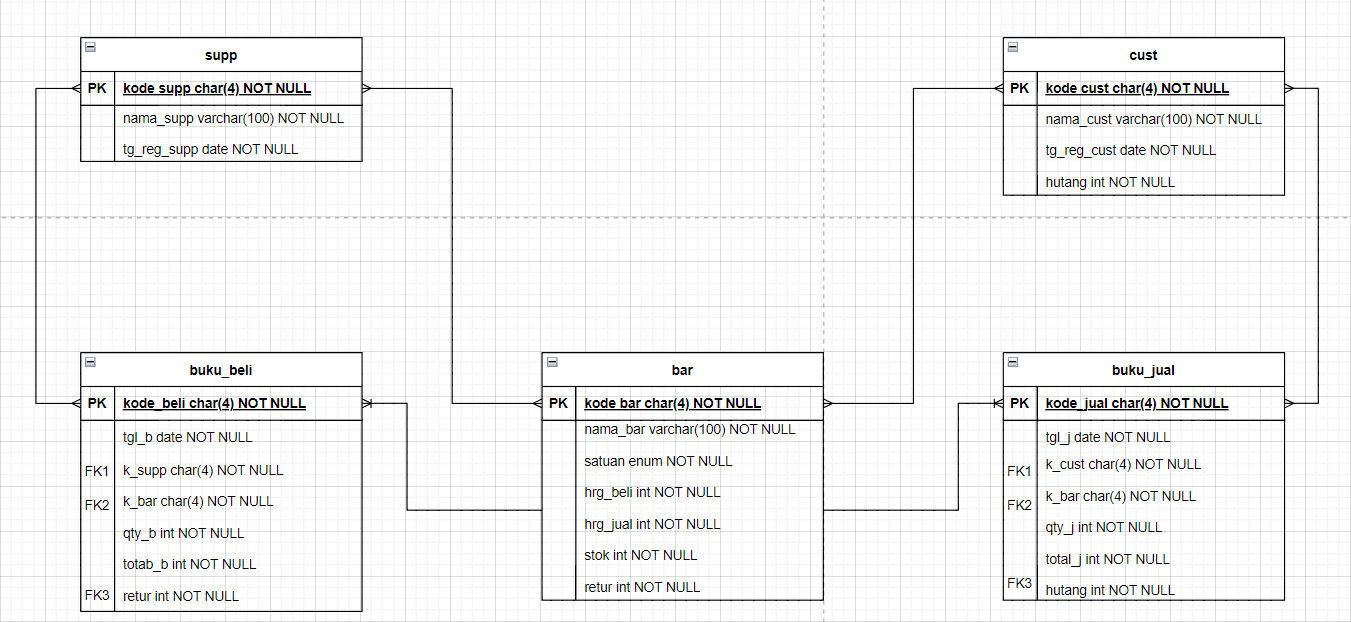 supp
PK kode supp char(4) NOT NULL
nama_supp varchar(100) NOT NULL
tg_reg_supp date NOT NULL
cust
PK kode cust char(4) NOT NULL
nama_cust varchar(100) NOT NULL
tg_reg_cust date NOT NULL
hutang int NOT NULL
buku_beli
PK kode_beli char(4) NOT NULL
tgl_b date NOT NULL
FK1 k_supp char(4) NOT NULL
FK2 k_bar char(4) NOT NULL
qty_b int NOT NULL
totab_b int NOT NULL
FK3 retur int NOT NULL
bar
PK kode bar char(4) NOT NULL
nama_bar varchar(100) NOT NULL
satuan enum NOT NULL
hrg_beli int NOT NULL
hrg_jual int NOT NULL
stok int NOT NULL
retur int NOT NULL
buku_jual
PK kode_jual char(4) NOT NULL
tgl_j date NOT NULL
FK1 k_cust char(4) NOT NULL
FK2 k_bar char(4) NOT NULL
qty_j int NOT NULL
total_j int NOT NULL
FK3 hutang int NOT NULL